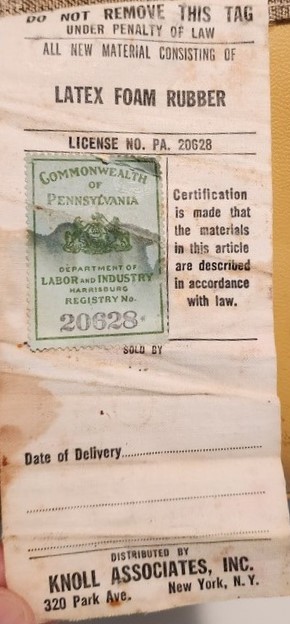 DO NOT REMOVE THIS TAG
UNDER PENALTY OF LAW
ALL NEW MATERIAL CONSISTING OF
LATEX FOAM RUBBER
LICENSE NO. PA. 20628
COMMONWEALTH
OF
PENNSYLVANIA
DEPARTMENT OF
LABOR AND INDUSTRY
HARRISBURG
REGISTRY No.
20628
Certification
is made that
the materials
in this article
are described
in accordance
with law.
SOLD BY
Date of Delivery
DISTRIBUTED BY
KNOLL ASSOCIATES, INC.
320 Park Ave. New York, N. Y.